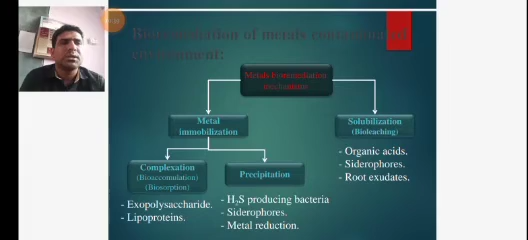 Bioremediation of metals contaminated
environment:
Metals Bioremediation
mechanisms
Metal
immobilization
Solubilization
(Bioleaching)
- Organic acids.
- Siderophores.
- Root exudates.
Complexation
(Bioaccumulation)
(Biosorption)
Precipitation
- Exopolysaccharide.
- Lipoproteins.
- H₂S producing bacteria
- Siderophores.
- Metal reduction.